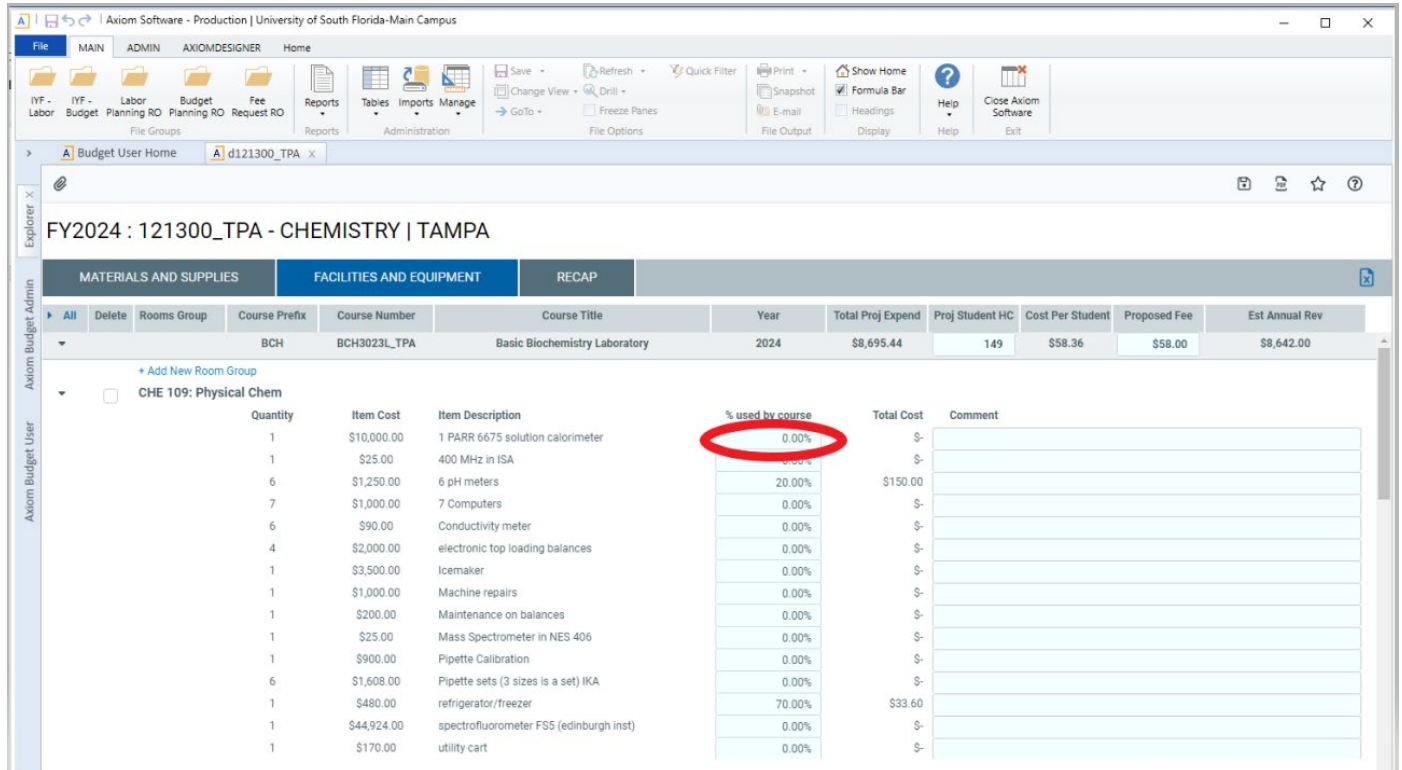 Axiom Software - Production | University of South Florida-Main Campus
File MAIN ADMIN AXIOMDESIGNER Home
Save Refresh Quick Filter Print Show Home
Change View Drill Snapshot Formula Bar
GoTo Freeze Panes E-mail Headings
IYF - Labor IYF - Budget Labor Planning RO Budget Planning RO Fee Request RO Reports Tables Imports Manage Help Close Axiom Software
File Groups Reports Administration File Options File Output Display Help Exit
Budget User Home d121300_TPA
Explorer
Axiom Budget Admin
Axiom Budget User
FY2024 : 121300_TPA - CHEMISTRY | TAMPA
MATERIALS AND SUPPLIES FACILITIES AND EQUIPMENT RECAP
All Delete Rooms Group Course Prefix Course Number Course Title Year Total Proj Expend Proj Student HC Cost Per Student Proposed Fee Est Annual Rev
BCH BCH3023L_TPA Basic Biochemistry Laboratory 2024 $8,695.44 149 $58.36 $58.00 $8,642.00
+ Add New Room Group
CHE 109: Physical Chem
Quantity Item Cost Item Description % used by course Total Cost Comment
1 $10,000.00 1 PARR 6675 solution calorimeter 0.00% $-
1 $25.00 400 MHz in ISA 0.00% $-
6 $1,250.00 6 pH meters 20.00% $150.00
7 $1,000.00 7 Computers 0.00% $-
6 $90.00 Conductivity meter 0.00% $-
4 $2,000.00 electronic top loading balances 0.00% $-
1 $3,500.00 Icemaker 0.00% $-
1 $1,000.00 Machine repairs 0.00% $-
1 $200.00 Maintenance on balances 0.00% $-
1 $25.00 Mass Spectrometer in NES 406 0.00% $-
1 $900.00 Pipette Calibration 0.00% $-
6 $1,608.00 Pipette sets (3 sizes is a set) IKA 0.00% $-
1 $480.00 refrigerator/freezer 70.00% $33.60
1 $44,924.00 spectrofluorometer FS5 (edinburgh inst) 0.00% $-
1 $170.00 utility cart 0.00% $-